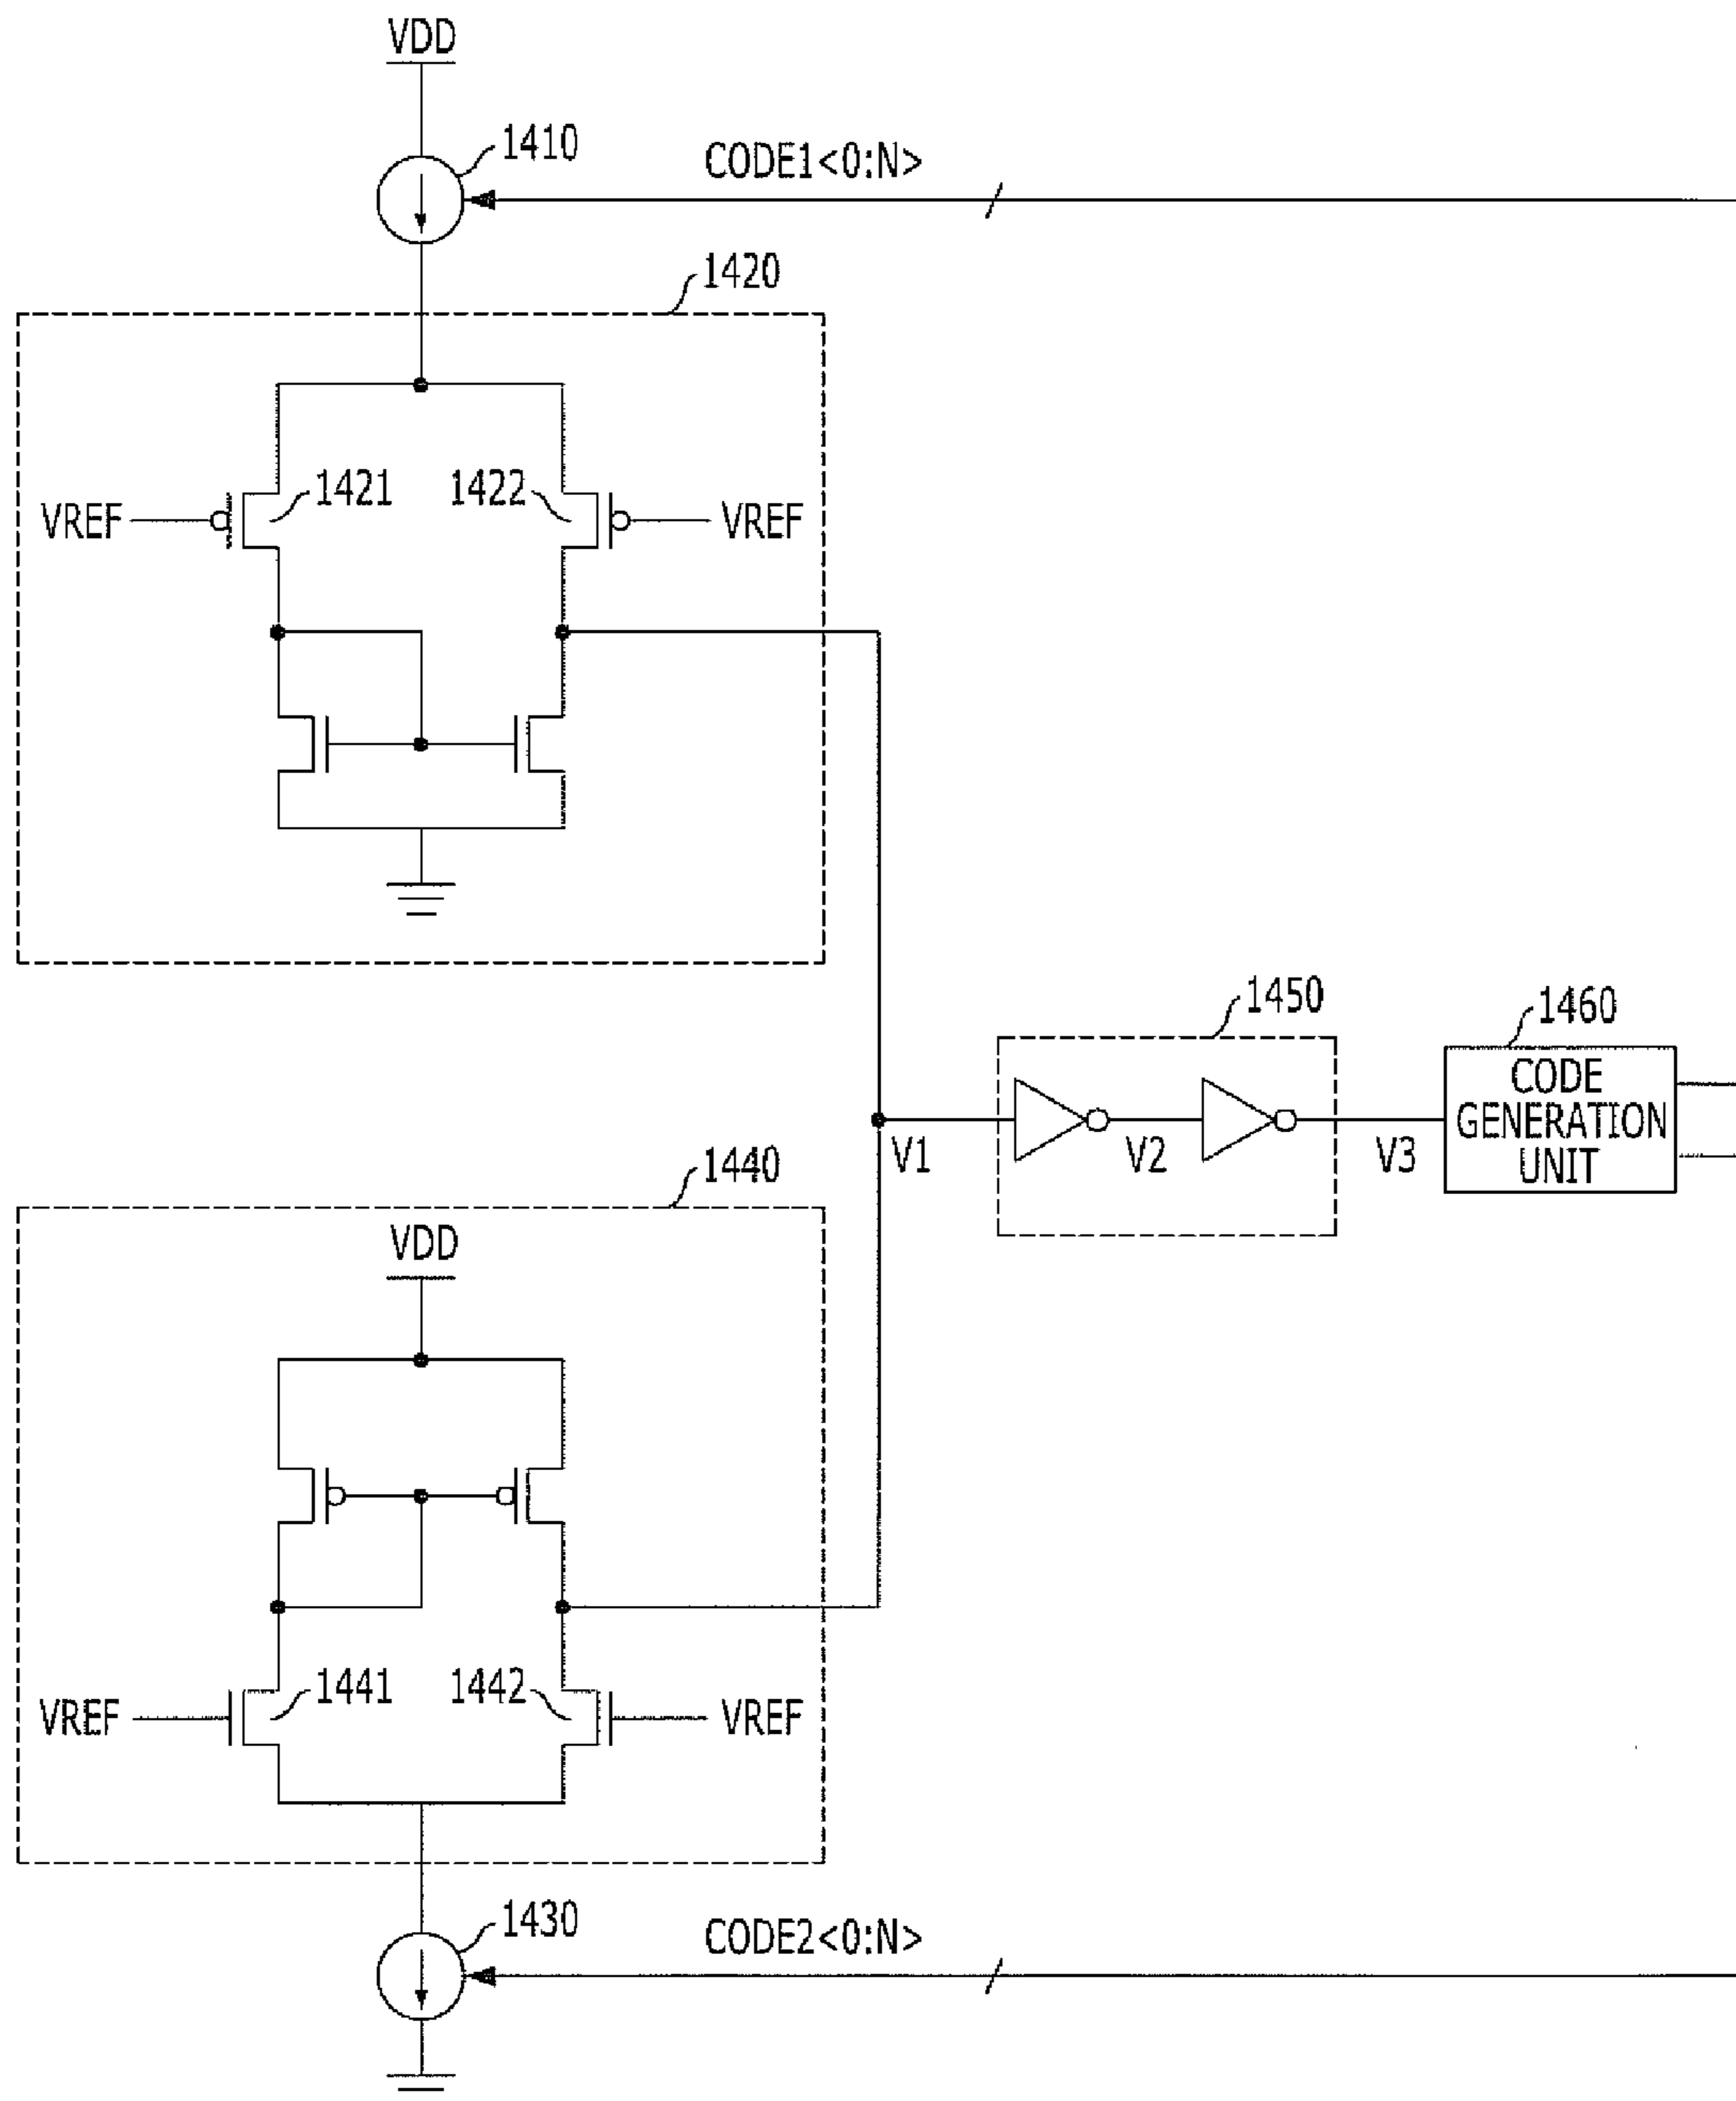 VDD
1410
CODE1<0:N>
1420
1421
1422
VREF
VREF
1450
1460
CODE
GENERATION
UNIT
V1
V2
V3
1440
VDD
1441
1442
VREF
VREF
1430
CODE2<0:N>